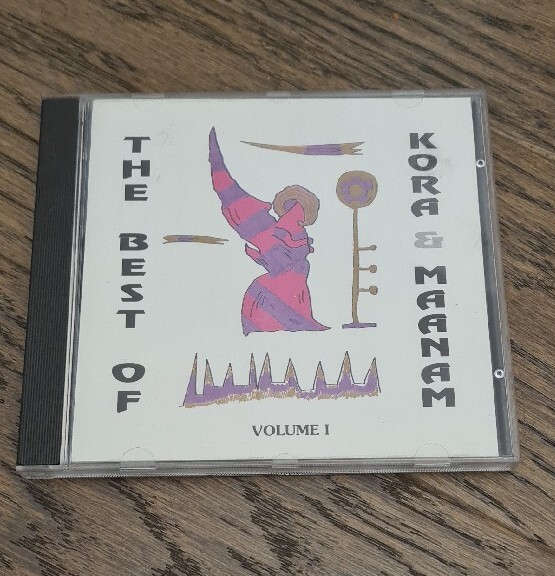 THE BEST OF
KORA & MAANAM
VOLUME I